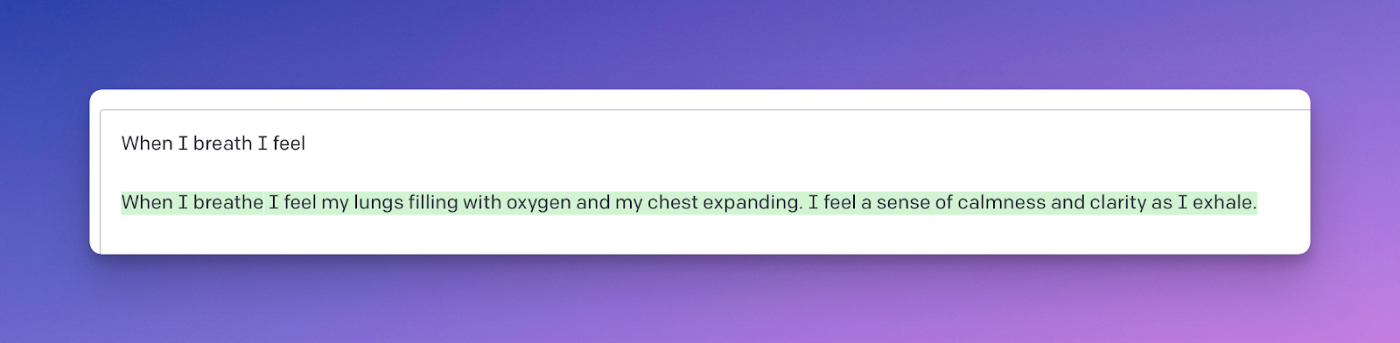 When I breath I feel
When I breathe I feel my lungs filling with oxygen and my chest expanding. I feel a sense of calmness and clarity as I exhale.